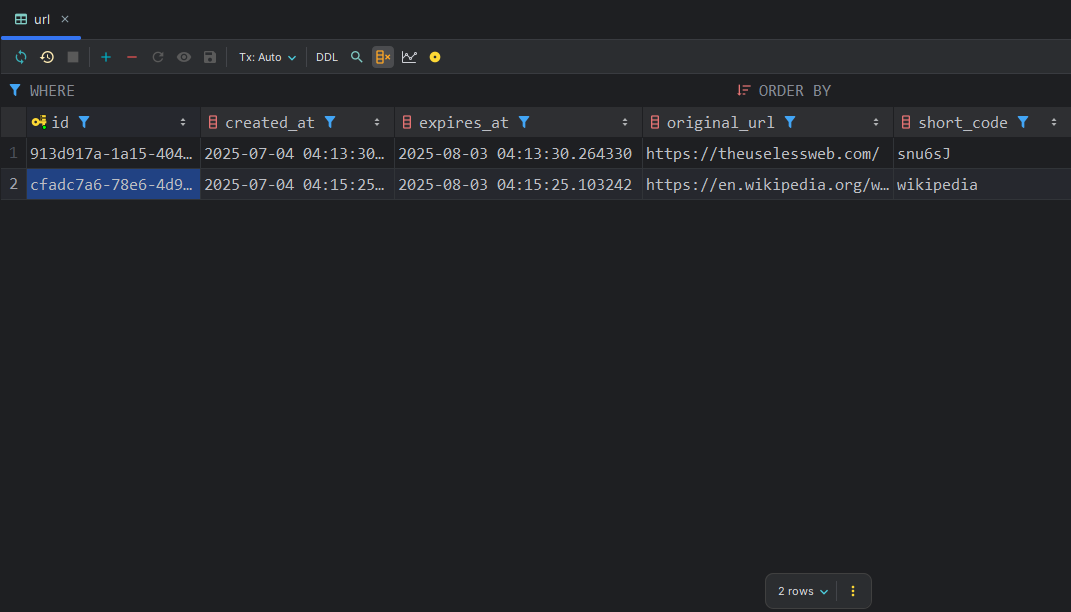 url
Tx: Auto DDL
WHERE ORDER BY
id created_at expires_at original_url short_code
1 913d917a-1a15-404… 2025-07-04 04:13:30… 2025-08-03 04:13:30.264330 https://theuselessweb.com/ snu6sJ
2 cfadc7a6-78e6-4d9… 2025-07-04 04:15:25… 2025-08-03 04:15:25.103242 https://en.wikipedia.org/w… wikipedia
2 rows